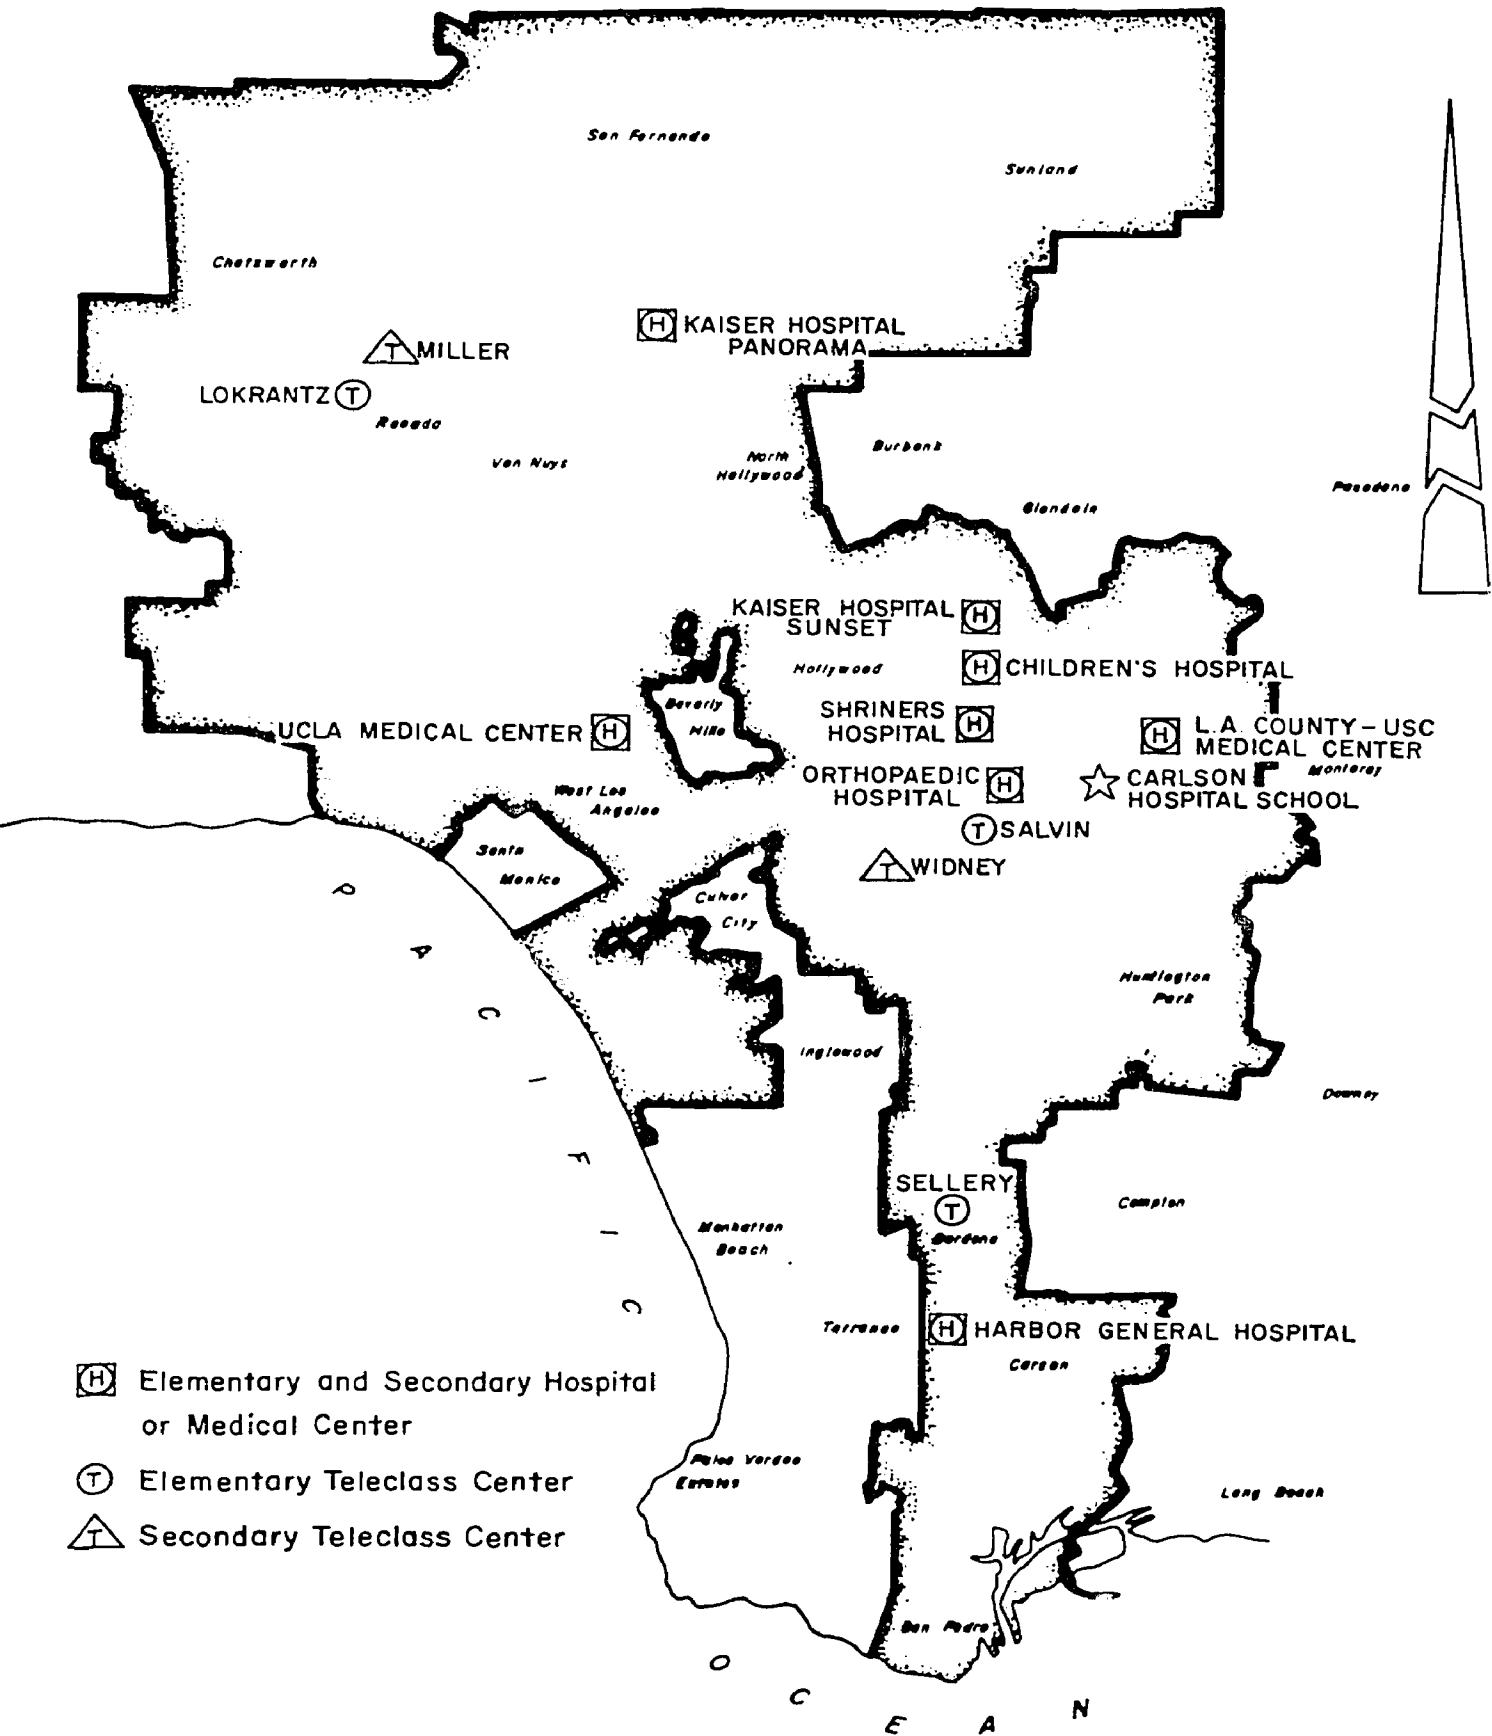 San Fernando
Sunland
Chatsworth
H KAISER HOSPITAL
PANORAMA
T MILLER
LOKRANTZ T
Reseda
Van Nuys
North
Hollywood
Burbank
Pasadena
Glendale
KAISER HOSPITAL H
SUNSET
Hollywood
H CHILDREN'S HOSPITAL
Beverly
Hills
UCLA MEDICAL CENTER H
SHRINERS H
HOSPITAL
H L.A. COUNTY-USC
MEDICAL CENTER
Monterey
ORTHOPAEDIC H
HOSPITAL
CARLSON
HOSPITAL SCHOOL
West Los
Angeles
T SALVIN
Santa
Monica
T WIDNEY
Culver
City
Huntington
Park
Inglewood
Downey
SELLERY
T
Gardena
Compton
Manhattan
Beach
Torrance
H HARBOR GENERAL HOSPITAL
Carson
PACIFIC
H Elementary and Secondary Hospital
or Medical Center
T Elementary Teleclass Center
T Secondary Teleclass Center
Palos Verdes
Estates
Long Beach
San Pedro
OCEAN